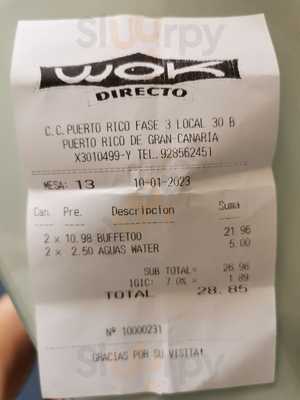 Sluurpy
WOK
DIRECTO
C.C.PUERTO RICO FASE 3 LOCAL 30 B
PUERTO RICO DE GRAN CANARIA
X3010499-Y TEL.928562451
MESA: 13 10-01-2023
Can. Pre. Descripcion Suma
2 x 10.98 BUFFETOO 21.96
2 x 2.50 AGUAS WATER 5.00
SUB TOTAL= 26.96
IGIC: 7.0%= 1.89
TOTAL 28.85
Nº 10000231
GRACIAS POR SU VISITA!
Sluurpy